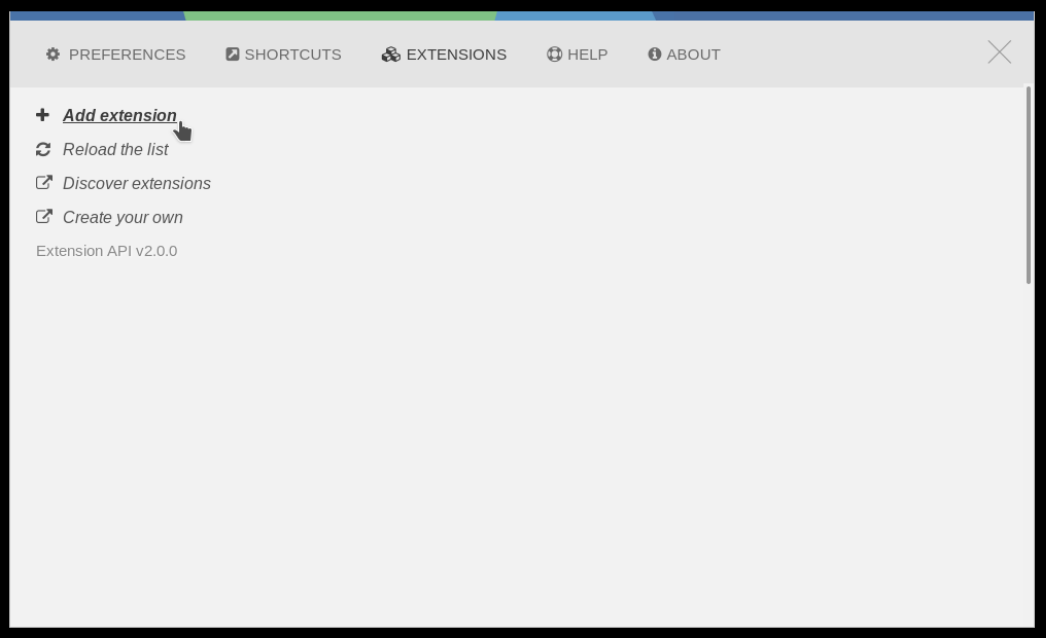 PREFERENCES SHORTCUTS EXTENSIONS HELP ABOUT
Add extension
Reload the list
Discover extensions
Create your own
Extension API v2.0.0